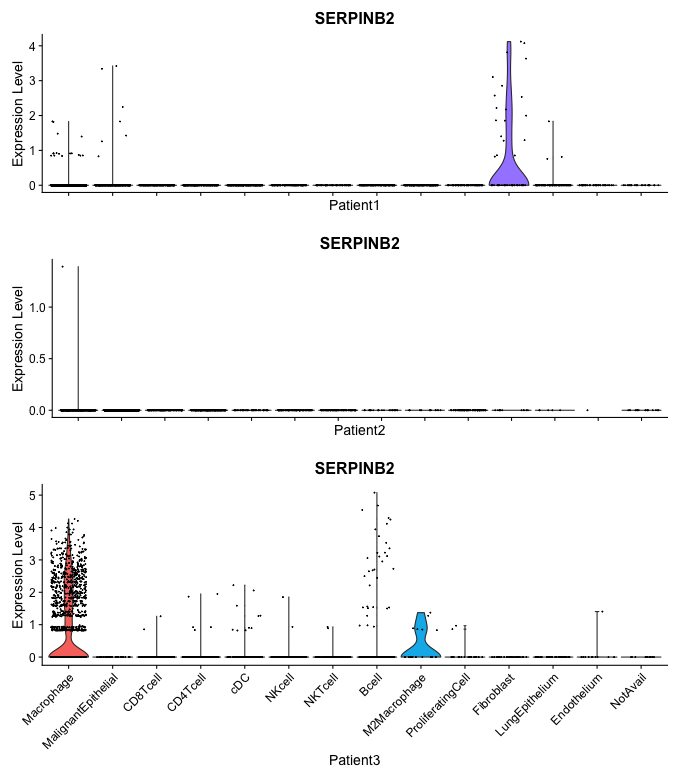 SERPINB2
Expression Level
4
3
2
1
0
Patient1
SERPINB2
Expression Level
1.0
0.5
0.0
Patient2
SERPINB2
Expression Level
5
4
3
2
1
0
Macrophage
MalignantEpithelial
CD8Tcell
CD4Tcell
cDC
NKcell
NKTcell
Bcell
M2Macrophage
ProliferatingCell
Fibroblast
LungEpithelium
Endothelium
NotAvail
Patient3